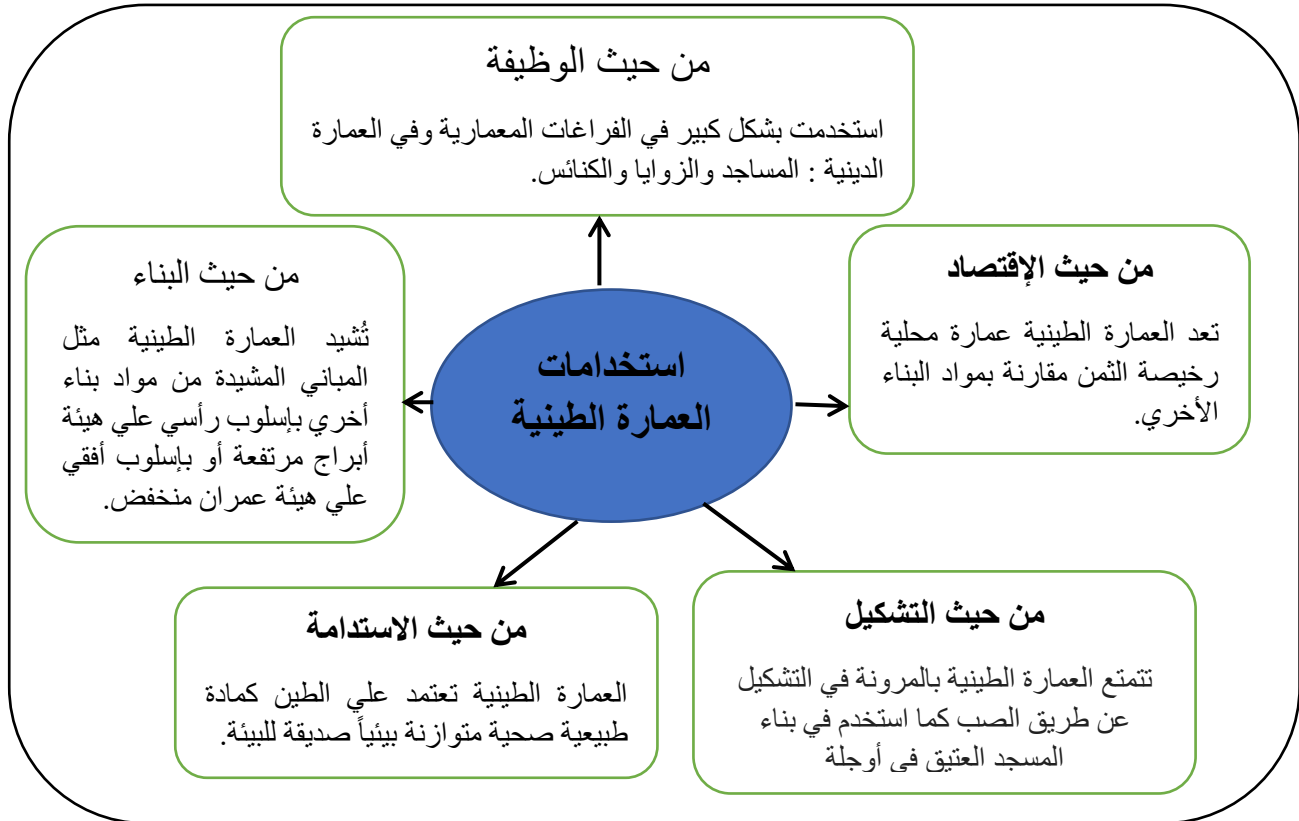 من حيث الوظيفة
استخدمت بشكل كبير في الفراغات المعمارية وفي العمارة
الدينية : المساجد والزوايا والكنائس.
من حيث الإقتصاد
تعد العمارة الطينية عمارة محلية
رخيصة الثمن مقارنة بمواد البناء
الأخري.
استخدامات
العمارة الطينية
من حيث البناء
تُشيد العمارة الطينية مثل
المباني المشيدة من مواد بناء
أخري بإسلوب رأسي علي هيئة
أبراج مرتفعة أو بإسلوب أفقي
علي هيئة عمران منخفض.
من حيث التشكيل
تتمتع العمارة الطينية بالمرونة في التشكيل
عن طريق الصب كما استخدم في بناء
المسجد العتيق في أوجلة
من حيث الاستدامة
العمارة الطينية تعتمد علي الطين كمادة
طبيعية صحية متوازنة بيئياً صديقة للبيئة.